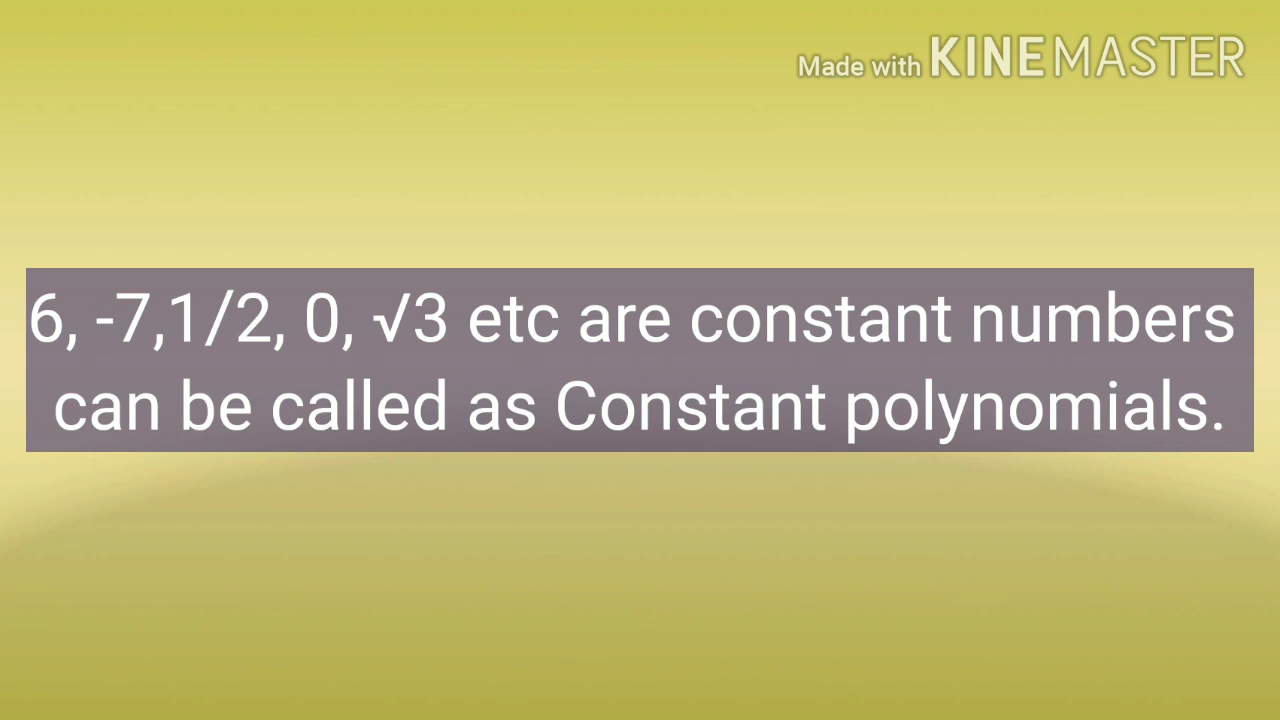 Made with KINEMASTER
6, -7,1/2, 0, √3 etc are constant numbers
can be called as Constant polynomials.